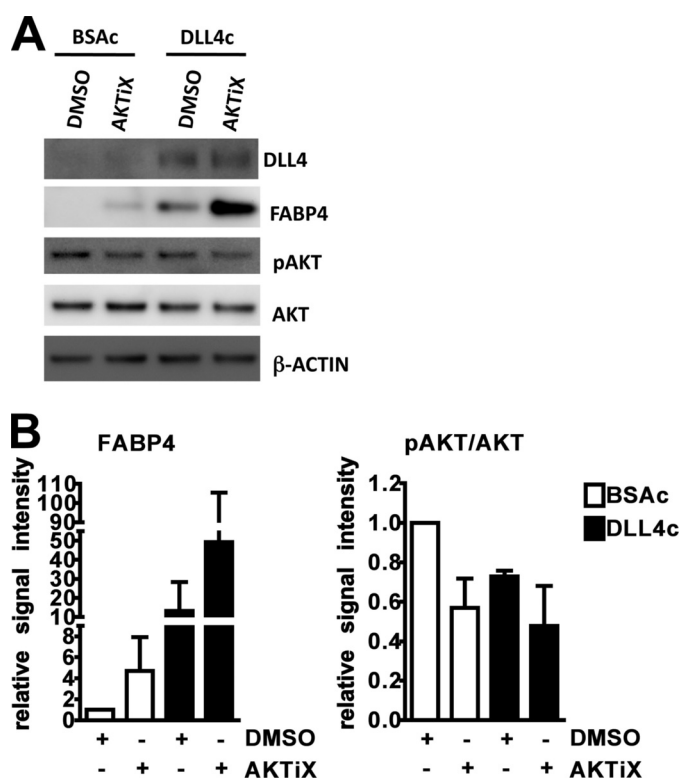 A
BSAc DLL4c
DMSO AKTiX DMSO AKTiX
DLL4
FABP4
pAKT
AKT
β-ACTIN
B
FABP4 pAKT/AKT
relative signal intensity
110
100
90
50
40
30
20
10
8
6
4
2
0
relative signal intensity
1.2
1.0
0.8
0.6
0.4
0.2
0.0
BSAc
DLL4c
+ - + - + - + - DMSO
- + - + - + - + AKTiX